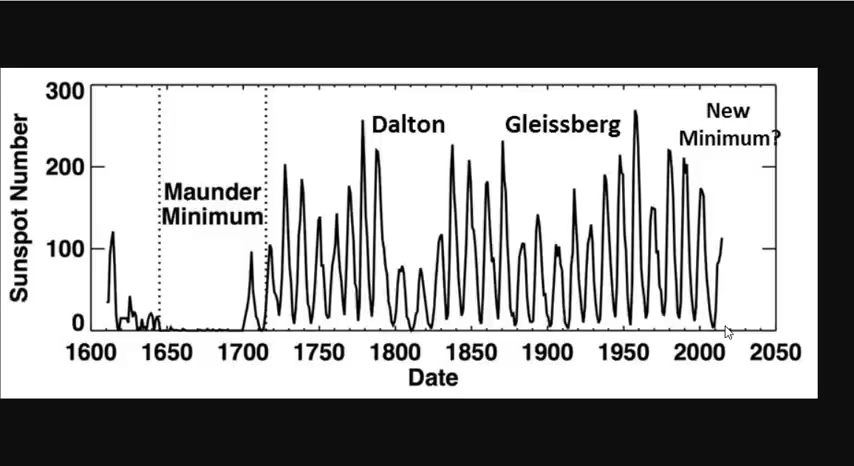 300
200
100
0
Sunspot Number
Maunder
Minimum
Dalton
Gleissberg
New
Minimum?
1600 1650 1700 1750 1800 1850 1900 1950 2000 2050
Date